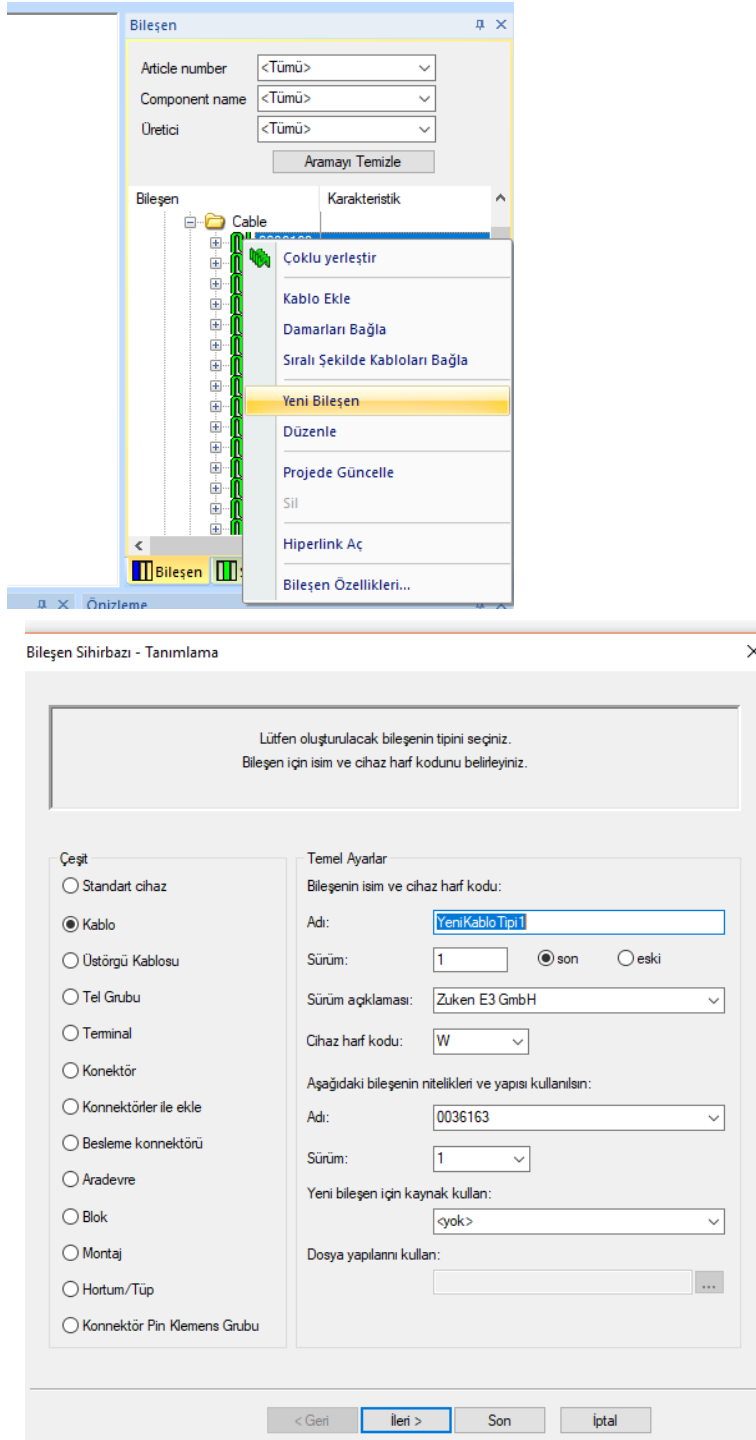 Bileşen
Article number <Tümü>
Component name <Tümü>
Üretici <Tümü>
Aramayı Temizle
Bileşen Karakteristik
Cable
Çoklu yerleştir
Kablo Ekle
Damarları Bağla
Sıralı Şekilde Kabloları Bağla
Yeni Bileşen
Düzenle
Projede Güncelle
Sil
Hiperlink Aç
Bileşen Özellikleri...
Bileşen
Önizleme
Bileşen Sihirbazı - Tanımlama
Lütfen oluşturulacak bileşenin tipini seçiniz.
Bileşen için isim ve cihaz harf kodunu belirleyiniz.
Çeşit
Standart cihaz
Kablo
Üstörgü Kablosu
Tel Grubu
Terminal
Konektör
Konnektörler ile ekle
Besleme konnektörü
Aradevre
Blok
Montaj
Hortum/Tüp
Konnektör Pin Klemens Grubu
Temel Ayarlar
Bileşenin isim ve cihaz harf kodu:
Adı: YeniKabloTipi1
Sürüm: 1 son eski
Sürüm açıklaması: Zuken E3 GmbH
Cihaz harf kodu: W
Aşağıdaki bileşenin nitelikleri ve yapısı kullanılsın:
Adı: 0036163
Sürüm: 1
Yeni bileşen için kaynak kullan:
<yok>
Dosya yapılarını kullan:
...
< Geri İleri > Son İptal